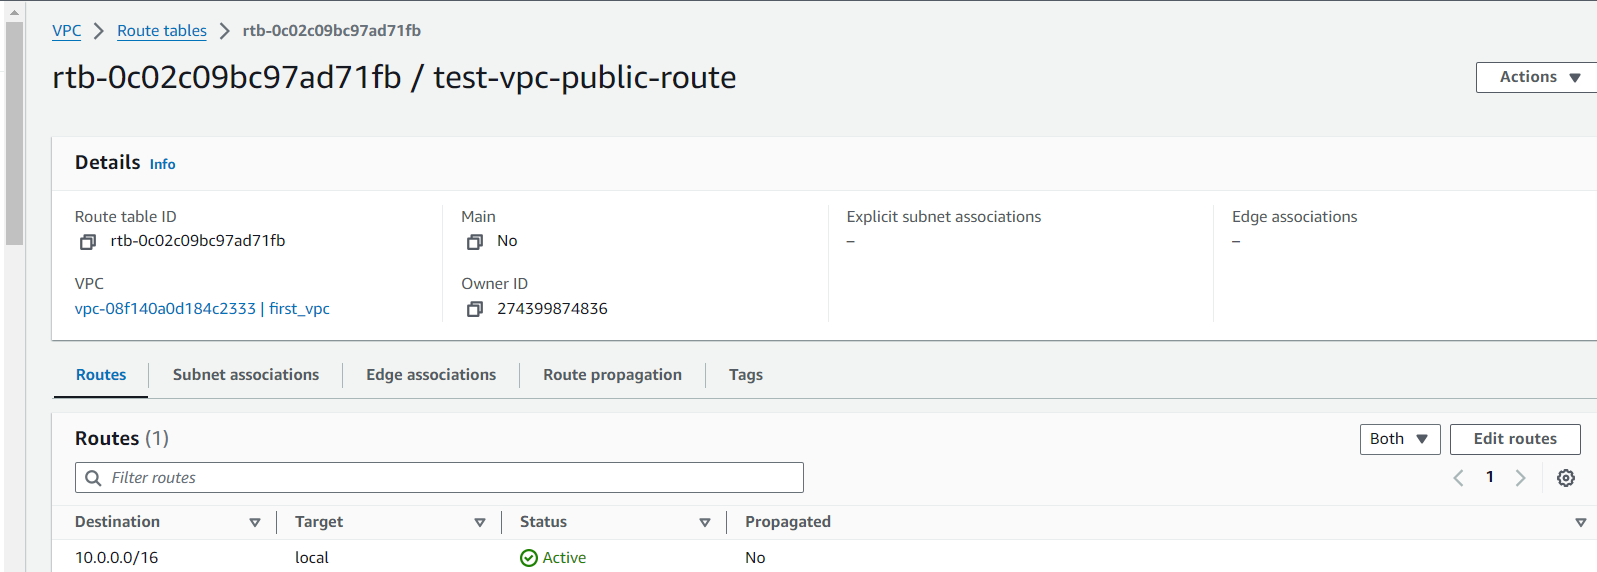 VPC > Route tables > rtb-0c02c09bc97ad71fb
rtb-0c02c09bc97ad71fb / test-vpc-public-route
Actions
Details Info
Route table ID
rtb-0c02c09bc97ad71fb
Main
No
Explicit subnet associations
–
Edge associations
–
VPC
vpc-08f140a0d184c2333 | first_vpc
Owner ID
274399874836
Routes
Subnet associations
Edge associations
Route propagation
Tags
Routes (1)
Both
Edit routes
Filter routes
1
Destination Target Status Propagated
10.0.0.0/16 local Active No